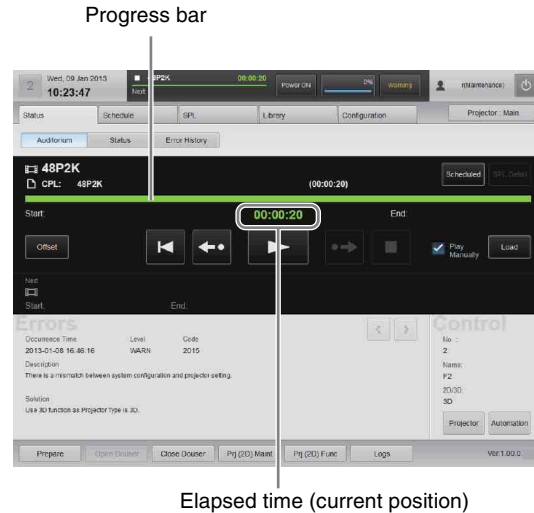 Progress bar
2 Wed, 09 Jan 2013 10:23:47
48P2K 00:00:20
Next
Power ON 0% Warning
Projector : Main
Status Schedule SPL Library Configuration
Auditorium Status Error History
48P2K
CPL: 48P2K (00:00:20)
Scheduled SPL Detail
Start: 00:00:20 End:
Offset
Play Manually Load
Next
Start: End:
Errors
Occurrence Time Level Code
2013-01-08 16:46:16 WARN 2015
Description
There is a mismatch between system configuration and projector setting.
Solution
Use 3D function as Projector Type is 3D.
Control
No. :
2
Name:
F2
2D/3D:
3D
Projector Automation
Prepare Open Douser Close Douser Prj (2D) Maint Prj (2D) Func Logs Ver.1.00.0
Elapsed time (current position)